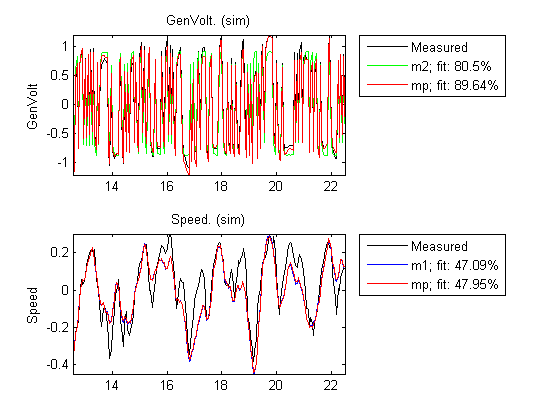 GenVolt. (sim)
GenVolt
1
0.5
0
-0.5
-1
14
16
18
20
22
Measured
m2; fit: 80.5%
mp; fit: 89.64%
Speed. (sim)
Speed
0.2
0
-0.2
-0.4
14
16
18
20
22
Measured
m1; fit: 47.09%
mp; fit: 47.95%